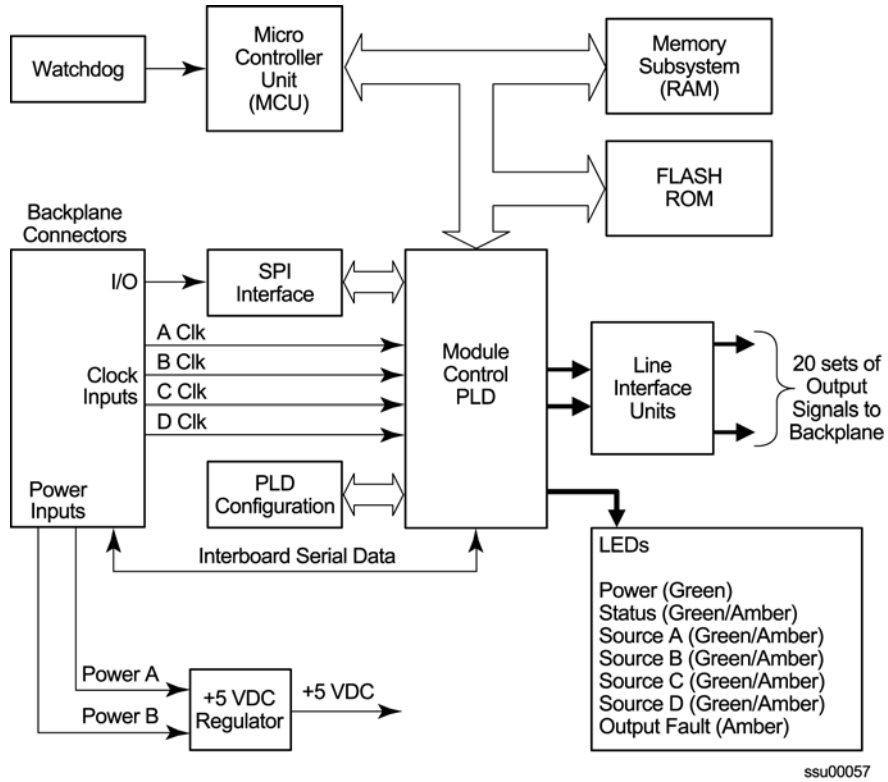 Watchdog
Micro
Controller
Unit
(MCU)
Memory
Subsystem
(RAM)
FLASH
ROM
Backplane
Connectors
I/O
SPI
Interface
A Clk
B Clk
C Clk
D Clk
Clock
Inputs
Module
Control
PLD
Line
Interface
Units
20 sets of
Output
Signals to
Backplane
Power
Inputs
PLD
Configuration
Interboard Serial Data
LEDs
Power (Green)
Status (Green/Amber)
Source A (Green/Amber)
Source B (Green/Amber)
Source C (Green/Amber)
Source D (Green/Amber)
Output Fault (Amber)
Power A
Power B
+5 VDC
Regulator
+5 VDC
ssu00057